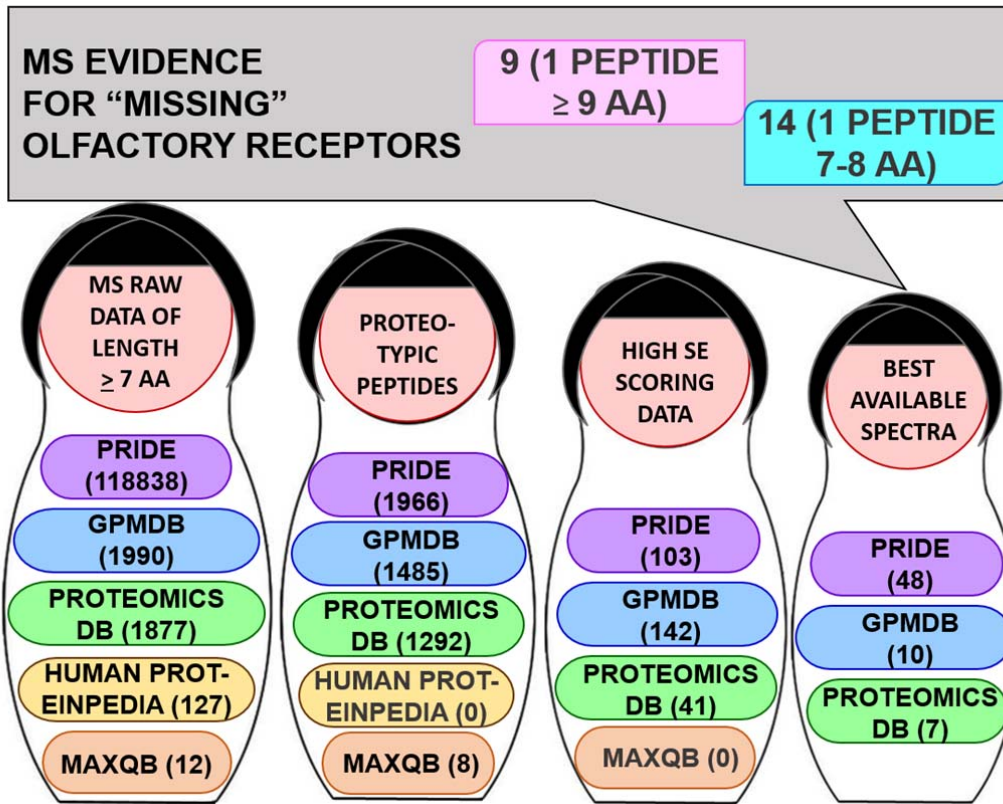 MS EVIDENCE
FOR “MISSING”
OLFACTORY RECEPTORS
9 (1 PEPTIDE
≥ 9 AA)
14 (1 PEPTIDE
7-8 AA)
MS RAW
DATA OF
LENGTH
≥ 7 AA
PRIDE
(118838)
GPMDB
(1990)
PROTEOMICS
DB (1877)
HUMAN PROT-
EINPEDIA (127)
MAXQB (12)
PROTEO-
TYPIC
PEPTIDES
PRIDE
(1966)
GPMDB
(1485)
PROTEOMICS
DB (1292)
HUMAN PROT-
EINPEDIA (0)
MAXQB (8)
HIGH SE
SCORING
DATA
PRIDE
(103)
GPMDB
(142)
PROTEOMICS
DB (41)
MAXQB (0)
BEST
AVAILABLE
SPECTRA
PRIDE
(48)
GPMDB
(10)
PROTEOMICS
DB (7)